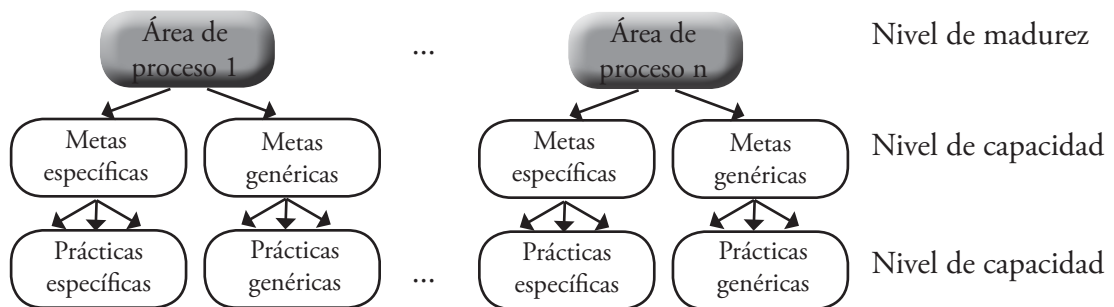 Área de
proceso 1
...
Área de
proceso n
Nivel de madurez
Metas
específicas
Metas
genéricas
Metas
específicas
Metas
genéricas
Nivel de capacidad
Prácticas
específicas
Prácticas
genéricas
...
Prácticas
específicas
Prácticas
genéricas
Nivel de capacidad